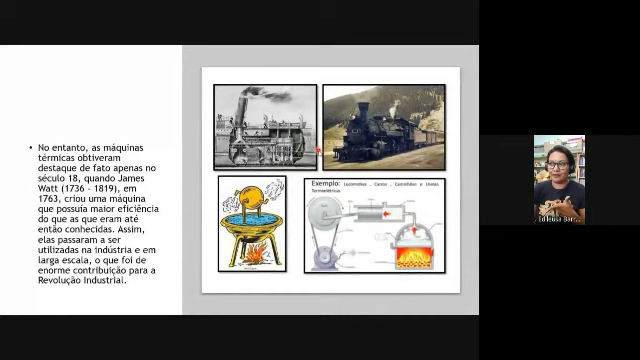 • No entanto, as máquinas
térmicas obtiveram
destaque de fato apenas no
século 18, quando James
Watt (1736 – 1819), em
1763, criou uma máquina
que possuía maior eficiência
do que as que eram até
então conhecidas. Assim,
elas passaram a ser
utilizadas na indústria e em
larga escala, o que foi de
enorme contribuição para a
Revolução Industrial.
Exemplo: Locomotiva , Carros , Caminhões e Usinas
Termoelétricas
Edleusa Bar...